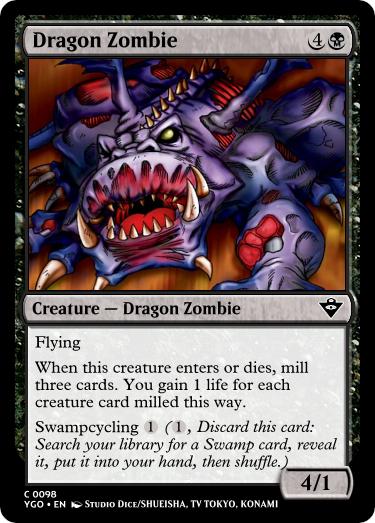 Dragon Zombie 4
Creature — Dragon Zombie
Flying
When this creature enters or dies, mill
three cards. You gain 1 life for each
creature card milled this way.
Swampcycling 1 (1, Discard this card:
Search your library for a Swamp card, reveal
it, put it into your hand, then shuffle.)
4/1
C 0098
YGO • EN Studio Dice/SHUEISHA, TV TOKYO, KONAMI